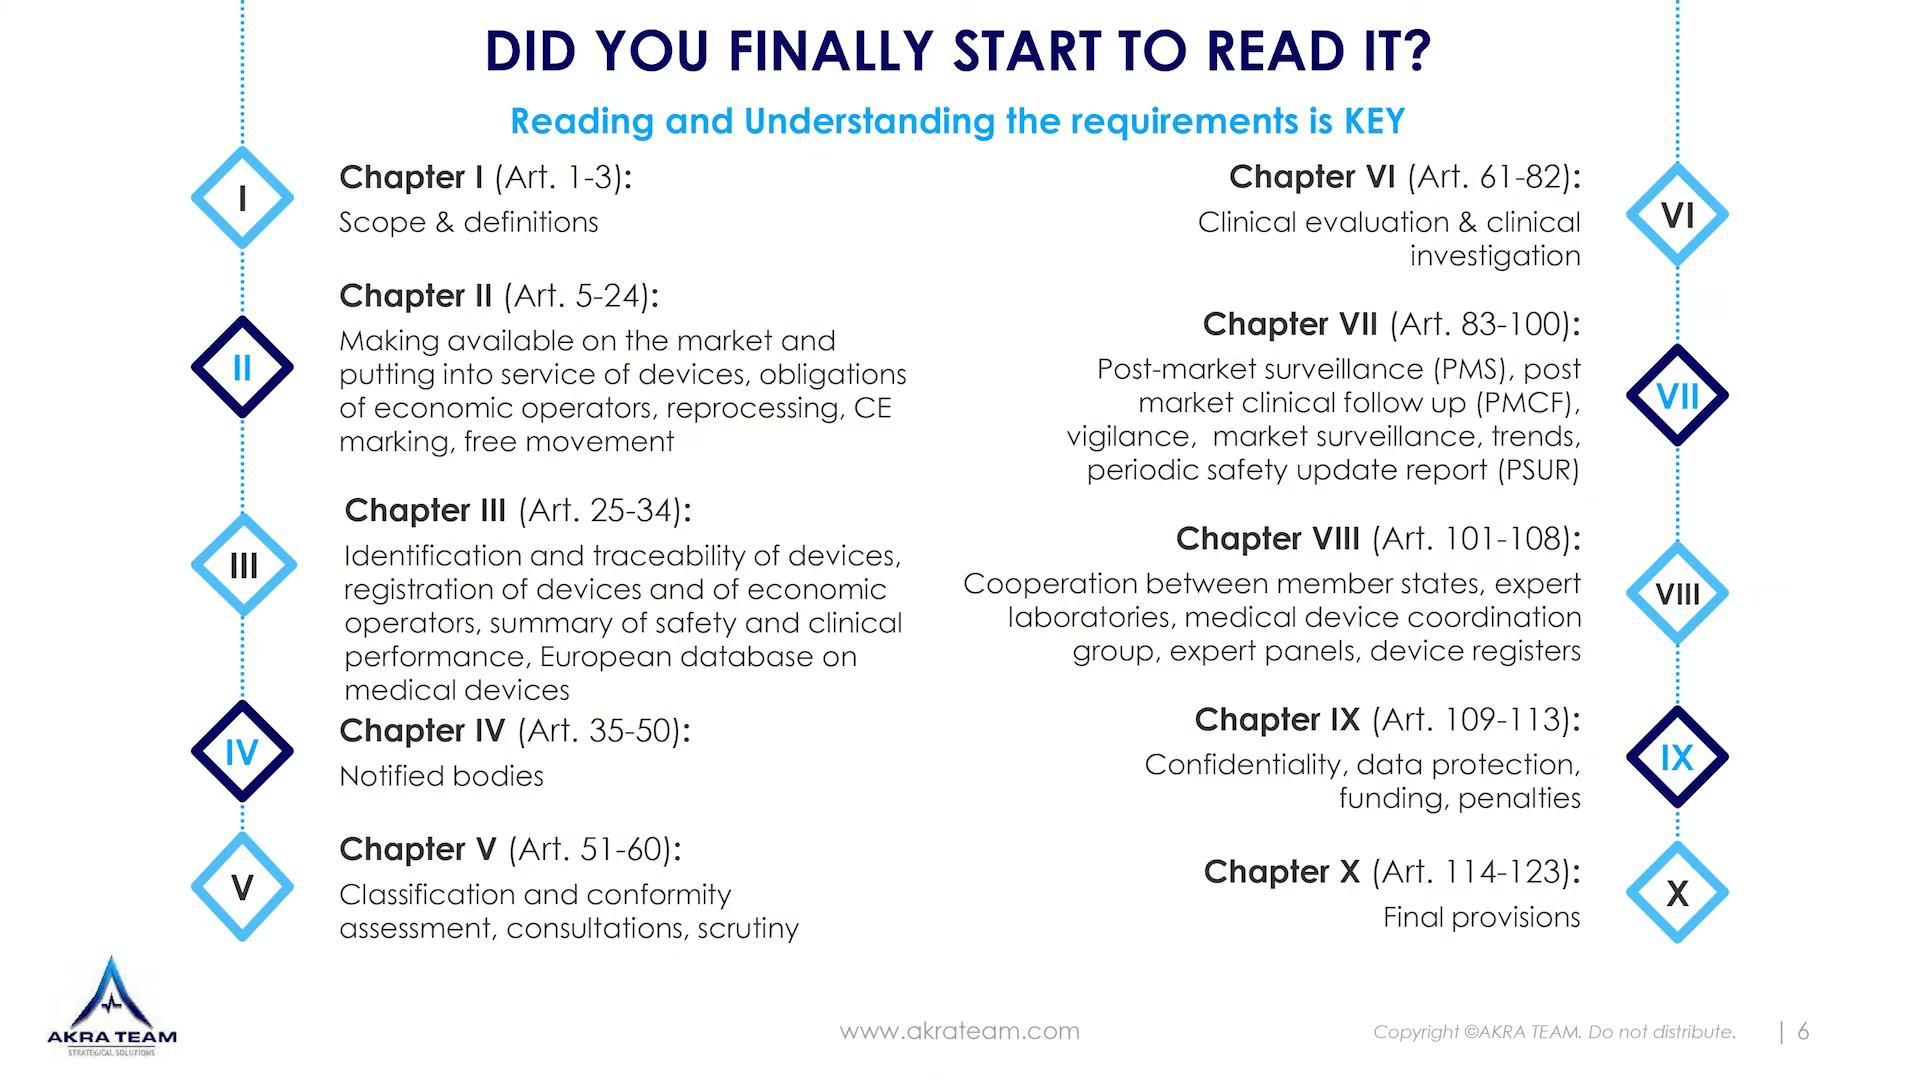 DID YOU FINALLY START TO READ IT?
Reading and Understanding the requirements is KEY
I
Chapter I (Art. 1-3):
Scope & definitions
II
Chapter II (Art. 5-24):
Making available on the market and
putting into service of devices, obligations
of economic operators, reprocessing, CE
marking, free movement
III
Chapter III (Art. 25-34):
Identification and traceability of devices,
registration of devices and of economic
operators, summary of safety and clinical
performance, European database on
medical devices
IV
Chapter IV (Art. 35-50):
Notified bodies
V
Chapter V (Art. 51-60):
Classification and conformity
assessment, consultations, scrutiny
Chapter VI (Art. 61-82):
Clinical evaluation & clinical
investigation
VI
Chapter VII (Art. 83-100):
Post-market surveillance (PMS), post
market clinical follow up (PMCF),
vigilance, market surveillance, trends,
periodic safety update report (PSUR)
VII
Chapter VIII (Art. 101-108):
Cooperation between member states, expert
laboratories, medical device coordination
group, expert panels, device registers
VIII
Chapter IX (Art. 109-113):
Confidentiality, data protection,
funding, penalties
IX
Chapter X (Art. 114-123):
Final provisions
X
AKRA TEAM
STRATEGICAL SOLUTIONS
www.akrateam.com
Copyright ©AKRA TEAM. Do not distribute.
| 6